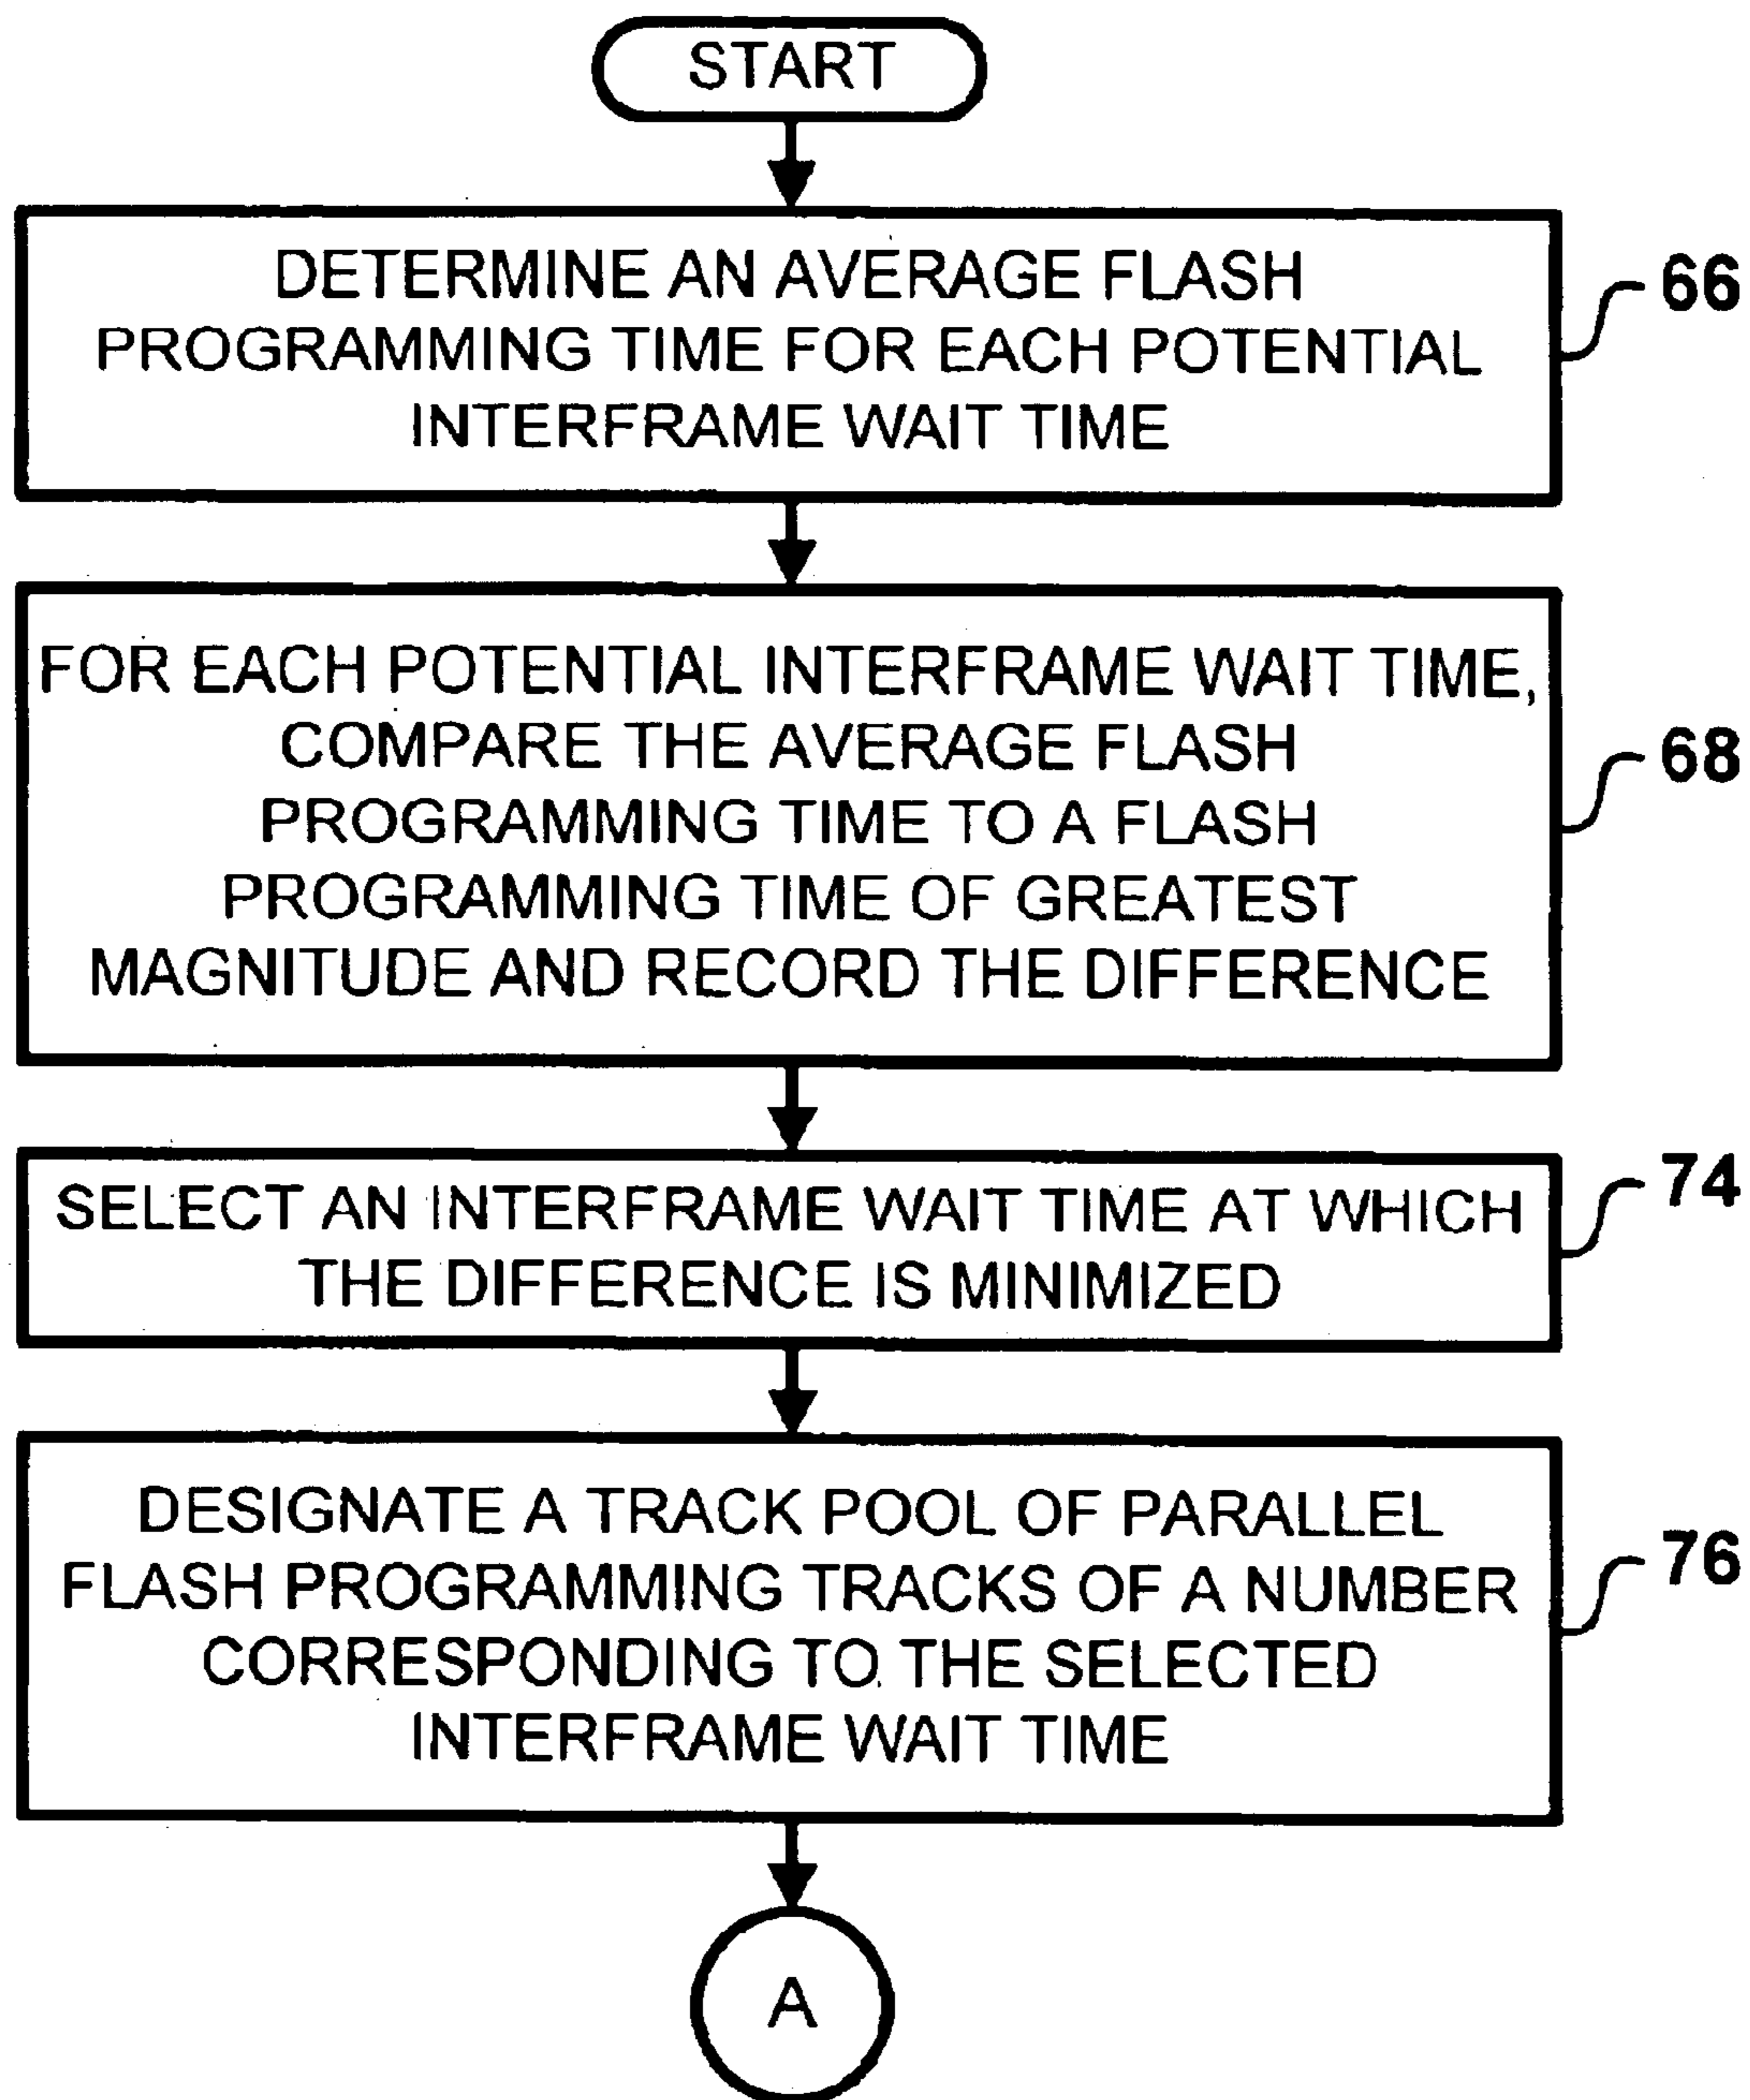 START
DETERMINE AN AVERAGE FLASH
PROGRAMMING TIME FOR EACH POTENTIAL
INTERFRAME WAIT TIME
66
FOR EACH POTENTIAL INTERFRAME WAIT TIME,
COMPARE THE AVERAGE FLASH
PROGRAMMING TIME TO A FLASH
PROGRAMMING TIME OF GREATEST
MAGNITUDE AND RECORD THE DIFFERENCE
68
SELECT AN INTERFRAME WAIT TIME AT WHICH
THE DIFFERENCE IS MINIMIZED
74
DESIGNATE A TRACK POOL OF PARALLEL
FLASH PROGRAMMING TRACKS OF A NUMBER
CORRESPONDING TO THE SELECTED
INTERFRAME WAIT TIME
76
A